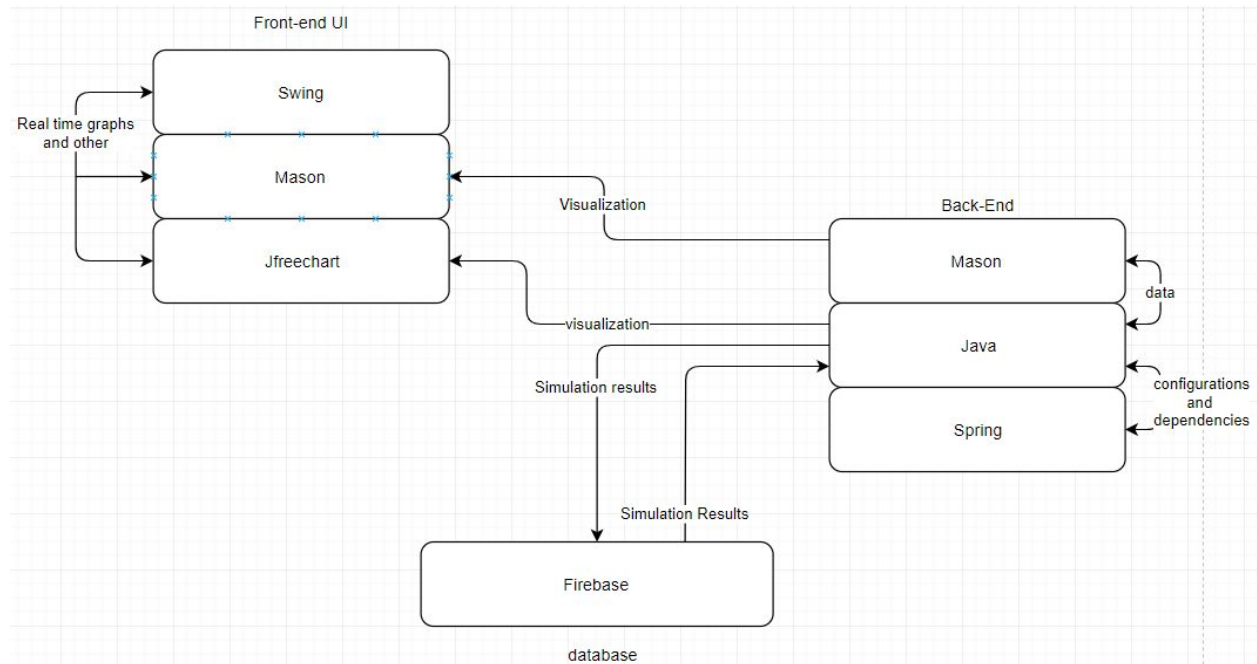 Front-end UI
Swing
Real time graphs
and other
Mason
Jfreechart
Visualization
visualization
Back-End
Mason
data
Java
configurations
and
dependencies
Spring
Simulation results
Simulation Results
Firebase
database